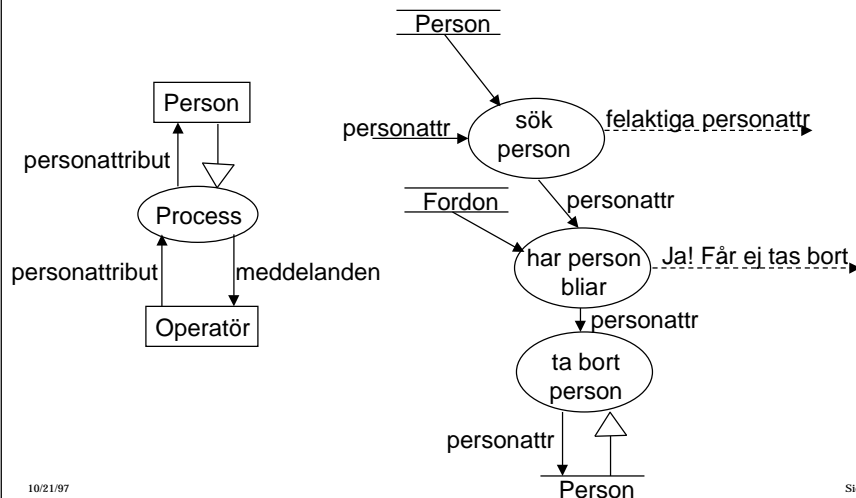 Person
personattribut
Process
personattribut
meddelanden
Operatör
Person
personattr
sök
person
felaktiga personattr
personattr
Fordon
har person
bliar
Ja! Får ej tas bort
personattr
ta bort
person
personattr
Person
10/21/97